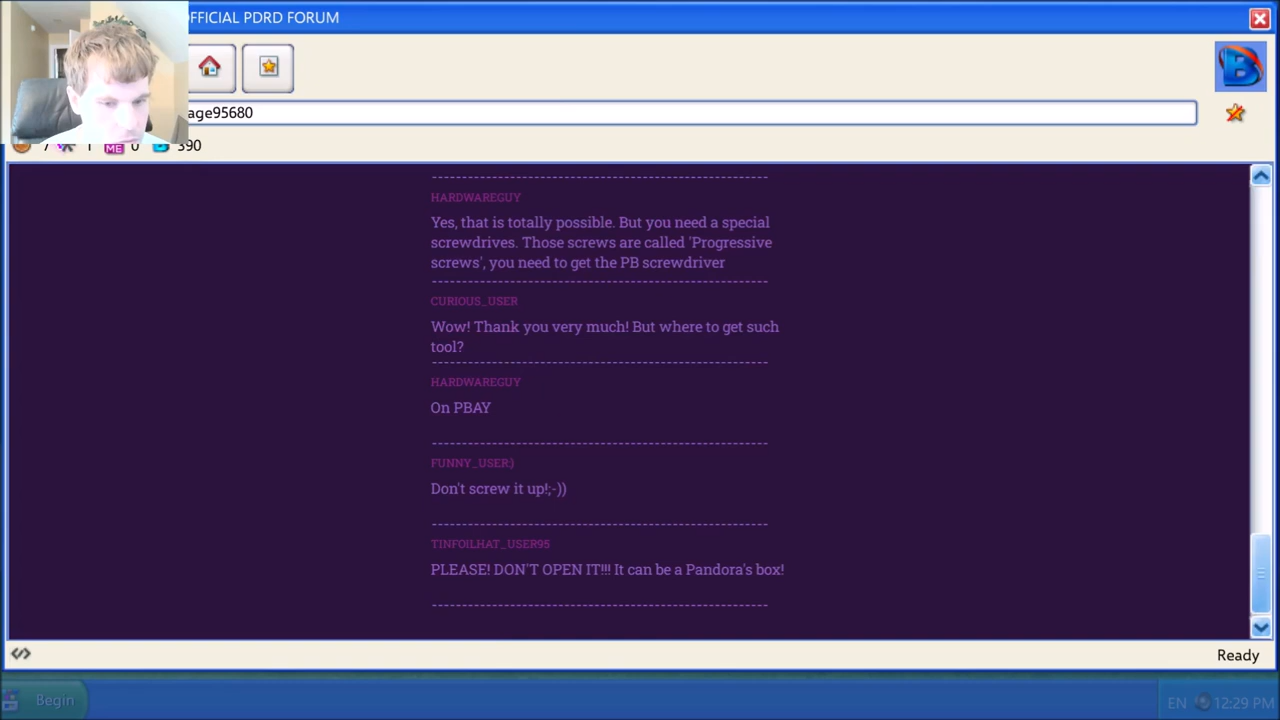 OFFICIAL PDRD FORUM
age95680
7 1 ME 0 390
HARDWAREGUY
Yes, that is totally possible. But you need a special
screwdrives. Those screws are called 'Progressive
screws', you need to get the PB screwdriver
CURIOUS_USER
Wow! Thank you very much! But where to get such
tool?
HARDWAREGUY
On PBAY
FUNNY_USER:)
Don't screw it up!;-))
TINFOILHAT_USER95
PLEASE! DON'T OPEN IT!!! It can be a Pandora's box!
Ready
Begin
EN 12:29 PM